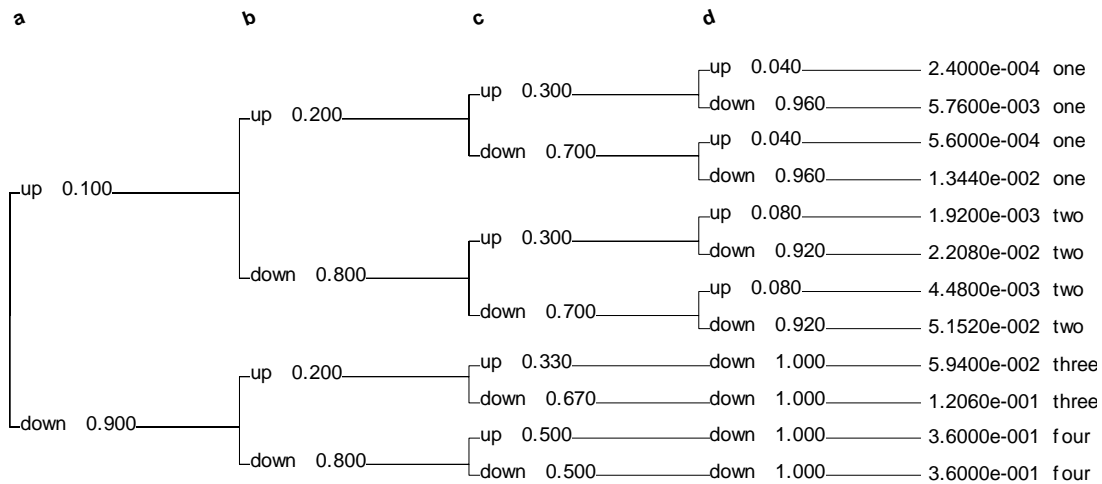 a b c d
up 0.040 2.4000e-004 one
up 0.300
down 0.960 5.7600e-003 one
up 0.200
up 0.040 5.6000e-004 one
down 0.700
down 0.960 1.3440e-002 one
up 0.100
up 0.080 1.9200e-003 two
up 0.300
down 0.920 2.2080e-002 two
down 0.800
up 0.080 4.4800e-003 two
down 0.700
down 0.920 5.1520e-002 two
up 0.330 down 1.000 5.9400e-002 three
up 0.200
down 0.670 down 1.000 1.2060e-001 three
down 0.900
up 0.500 down 1.000 3.6000e-001 four
down 0.800
down 0.500 down 1.000 3.6000e-001 four